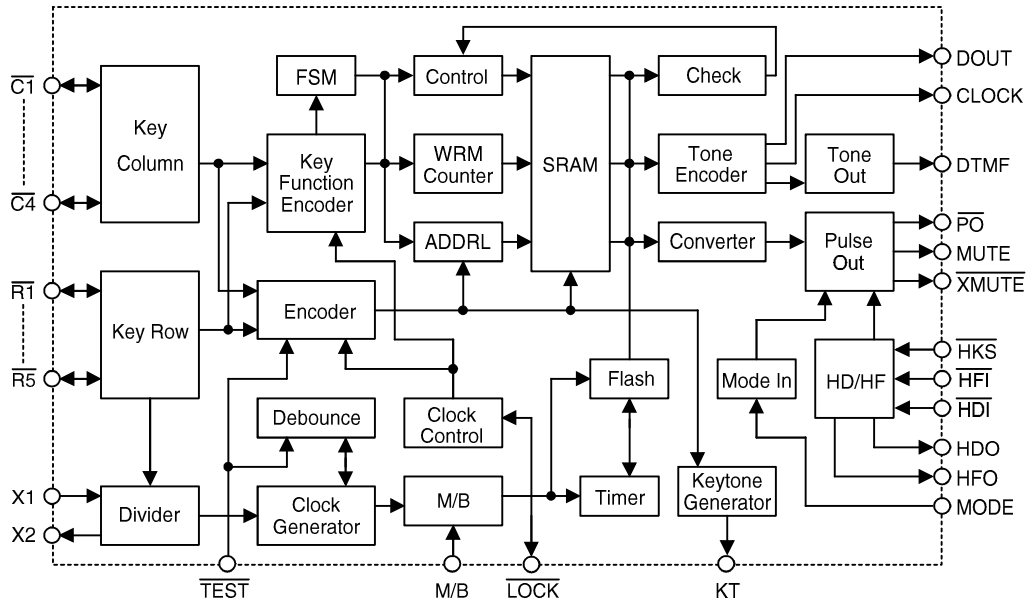 DOUT
FSM
Control
Check
C1
CLOCK
Key
Column
Key
Function
Encoder
WRM
Counter
SRAM
Tone
Encoder
Tone
Out
DTMF
C4
PO
ADDRL
Converter
Pulse
Out
MUTE
XMUTE
R1
Key Row
Encoder
HKS
R5
Flash
Mode In
HD/HF
HFI
HDI
Debounce
Clock
Control
HDO
HFO
X1
Divider
Clock
Generator
M/B
Timer
Keytone
Generator
MODE
X2
TEST
M/B
LOCK
KT